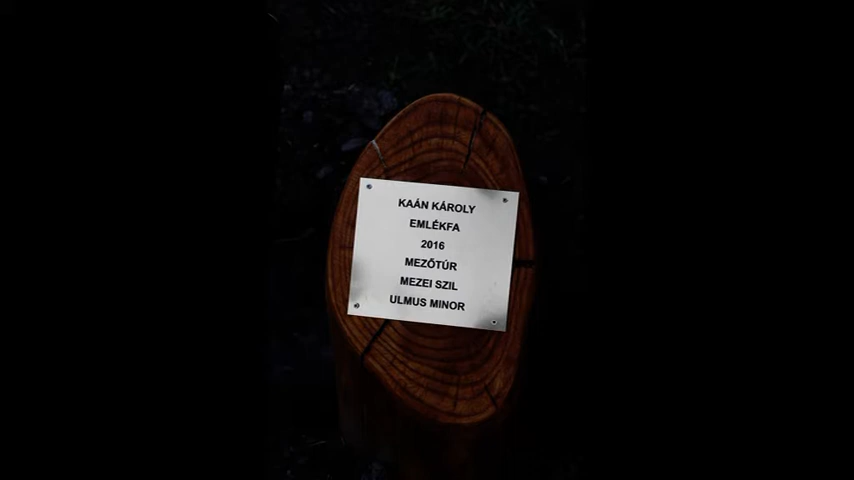 KAÁN KÁROLY
EMLÉKFA
2016
MEZŐTÚR
MEZEI SZIL
ULMUS MINOR